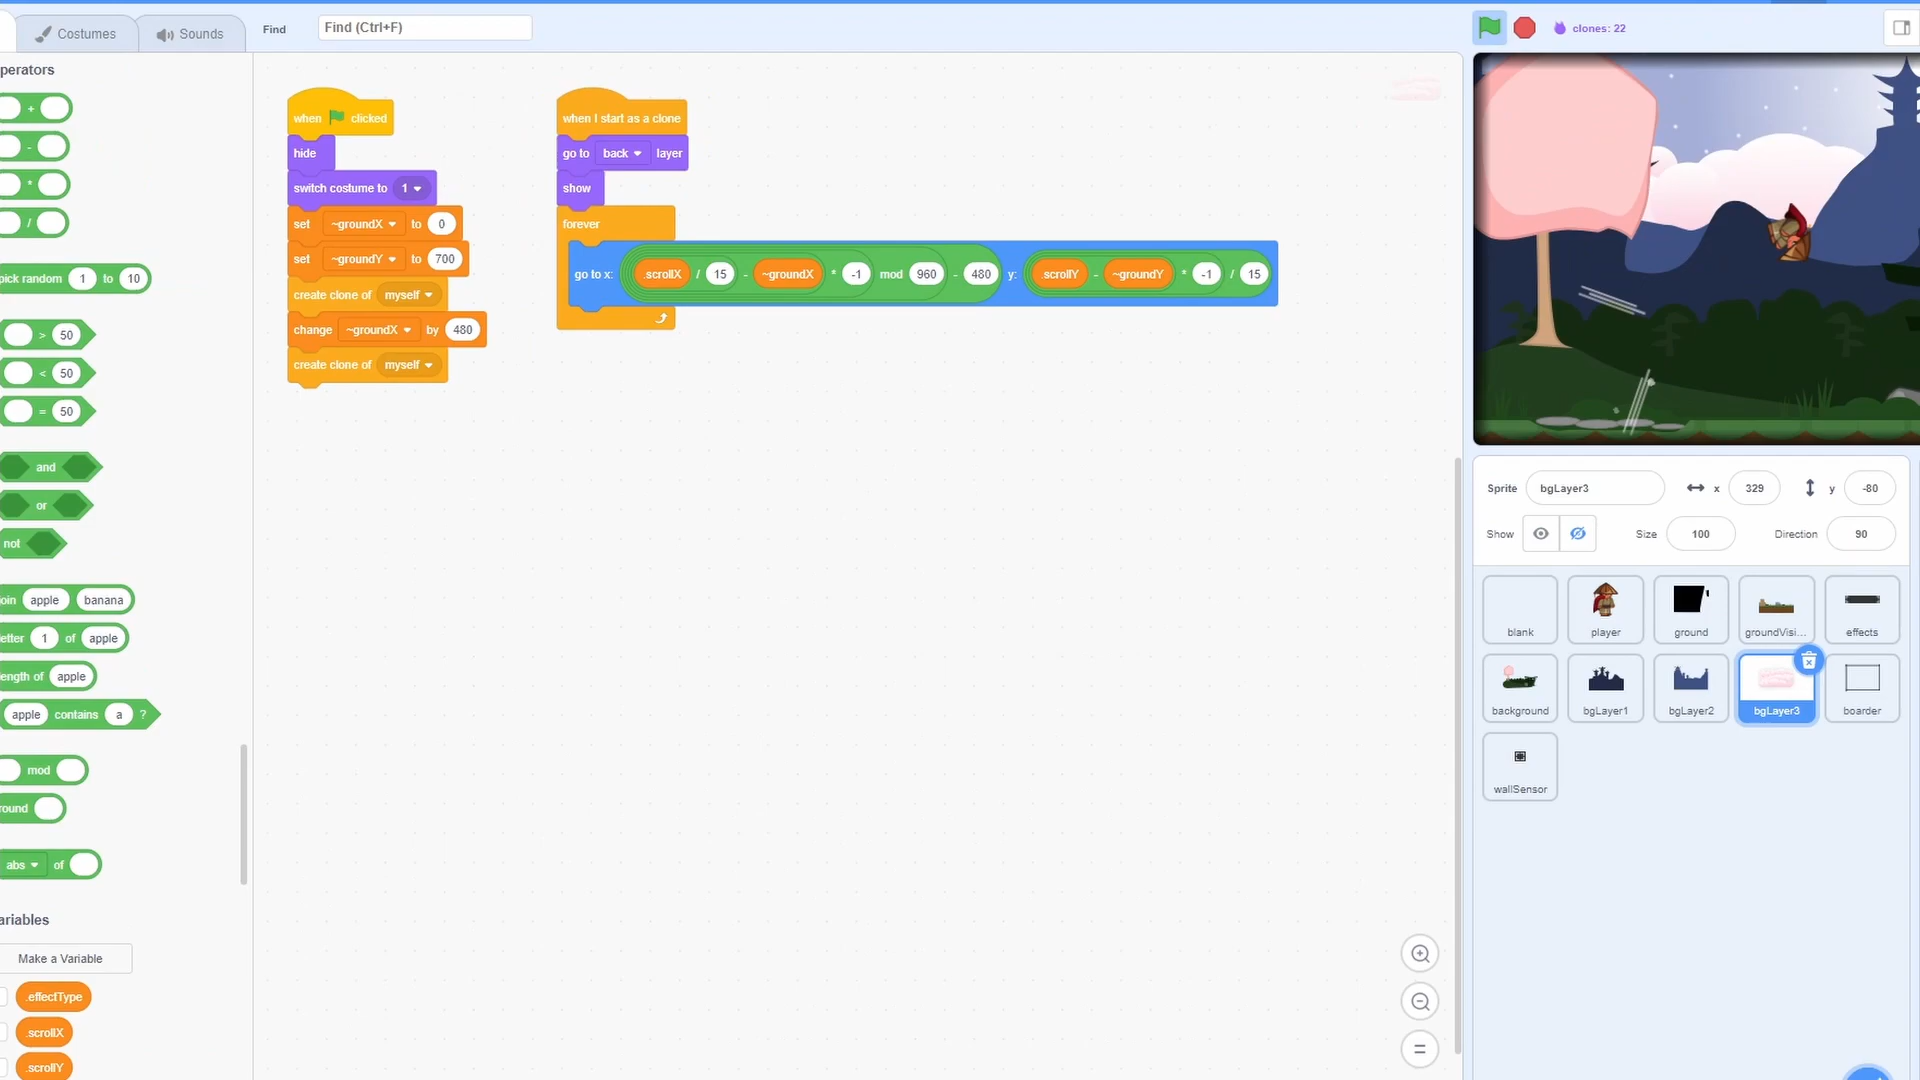 Costumes
Sounds
Find
Find (Ctrl+F)
clones: 22
perators
+
-
*
/
pick random 1 to 10
> 50
< 50
= 50
and
or
not
oin apple banana
etter 1 of apple
ength of apple
apple contains a ?
mod
round
abs of
ariables
Make a Variable
.effectType
.scrollX
.scrollY
when clicked
hide
switch costume to 1
set ~groundX to 0
set ~groundY to 700
create clone of myself
change ~groundX by 480
create clone of myself
when I start as a clone
go to back layer
show
forever
go to x: .scrollX / 15 - ~groundX * -1 mod 960 - 480 y: .scrollY - ~groundY * -1 / 15
Sprite bgLayer3 x 329 y -80
Show Size 100 Direction 90
blank player ground groundVisi... effects
background bgLayer1 bgLayer2 bgLayer3 boarder
wallSensor